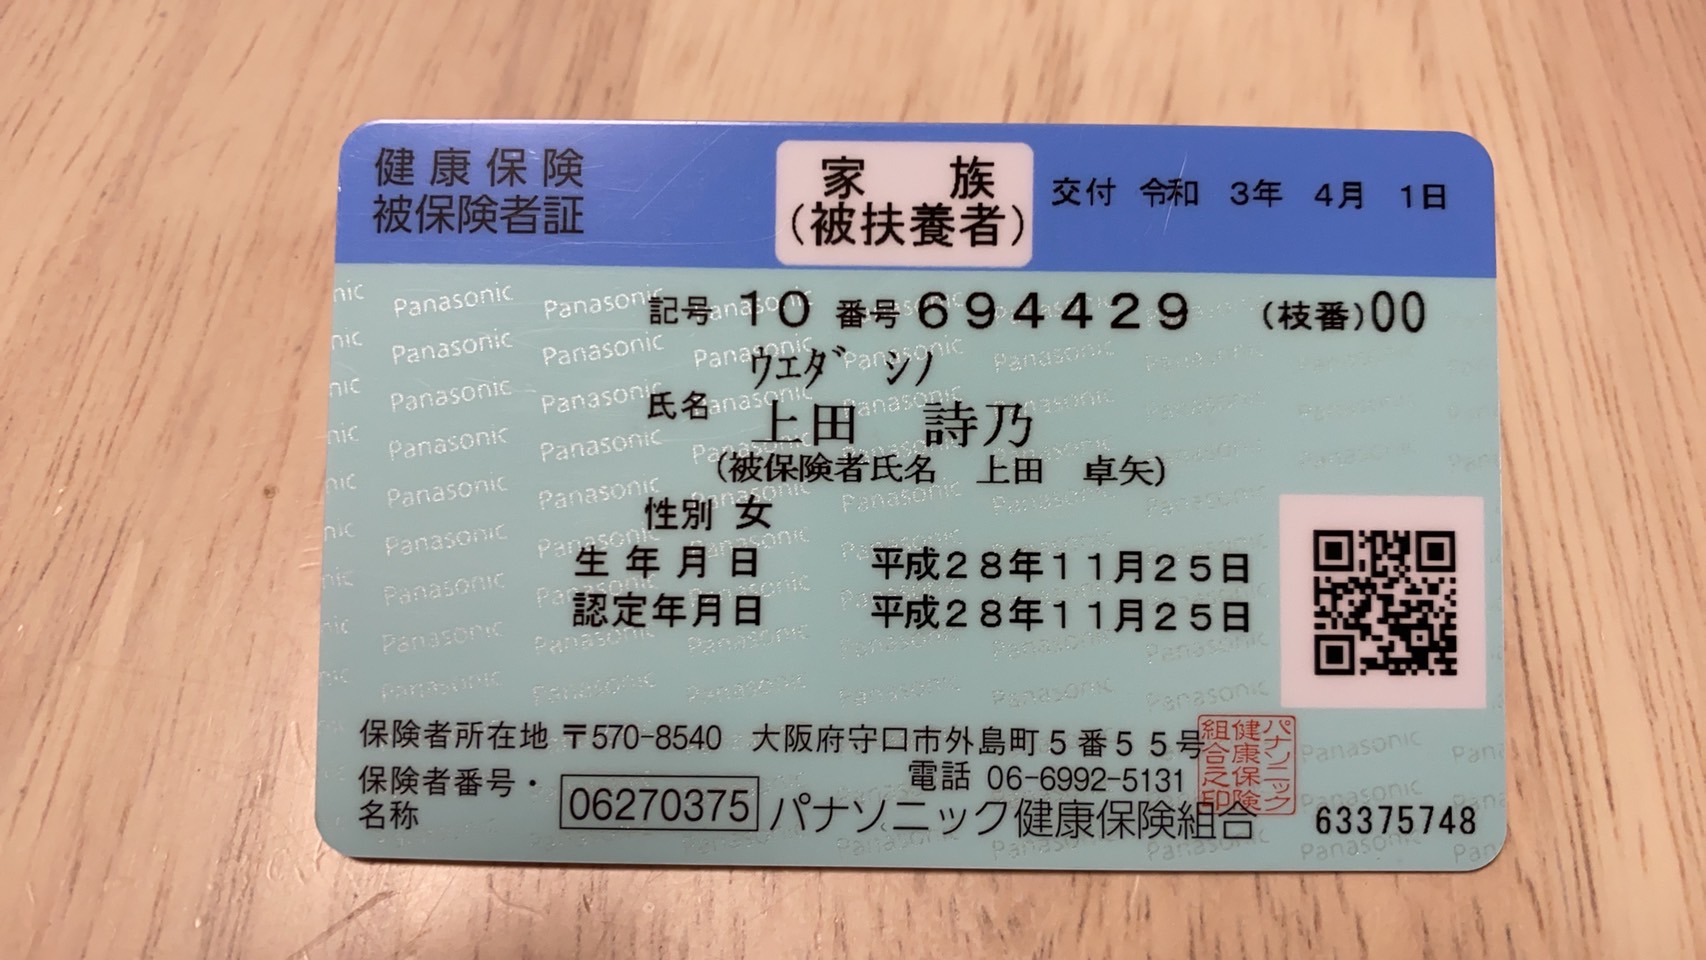 健康保険
被保険者証
家 族
(被扶養者)
交付 令和 3年 4月 1日
記号 10 番号 694429 (枝番)00
ウエダ シノ
氏名 上田 詩乃
(被保険者氏名 上田 卓矢)
性別 女
生年月日 平成28年11月25日
認定年月日 平成28年11月25日
保険者所在地 〒570-8540 大阪府守口市外島町5番55号
電話 06-6992-5131
保険者番号・名称 06270375 パナソニック健康保険組合
パナソニック健康保険組合之印
63375748
Panasonic